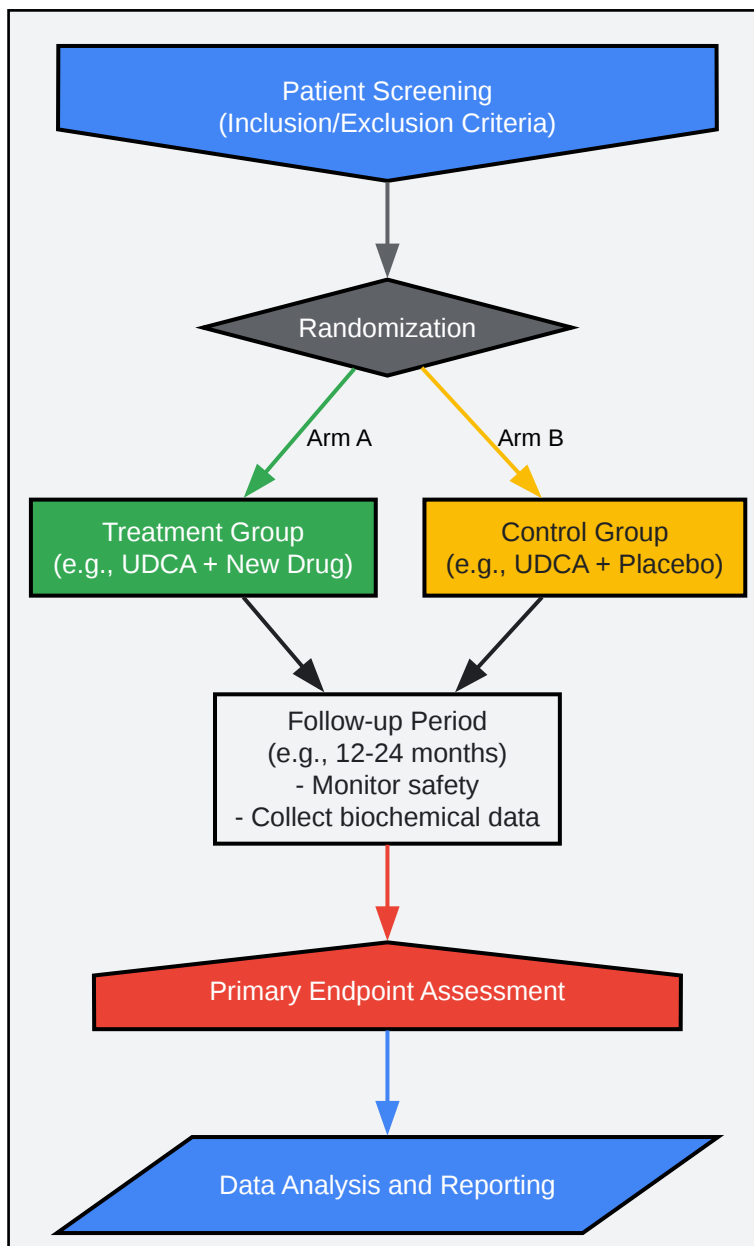 Patient Screening
(Inclusion/Exclusion Criteria)
Randomization
Arm A
Arm B
Treatment Group
(e.g., UDCA + New Drug)
Control Group
(e.g., UDCA + Placebo)
Follow-up Period
(e.g., 12-24 months)
- Monitor safety
- Collect biochemical data
Primary Endpoint Assessment
Data Analysis and Reporting